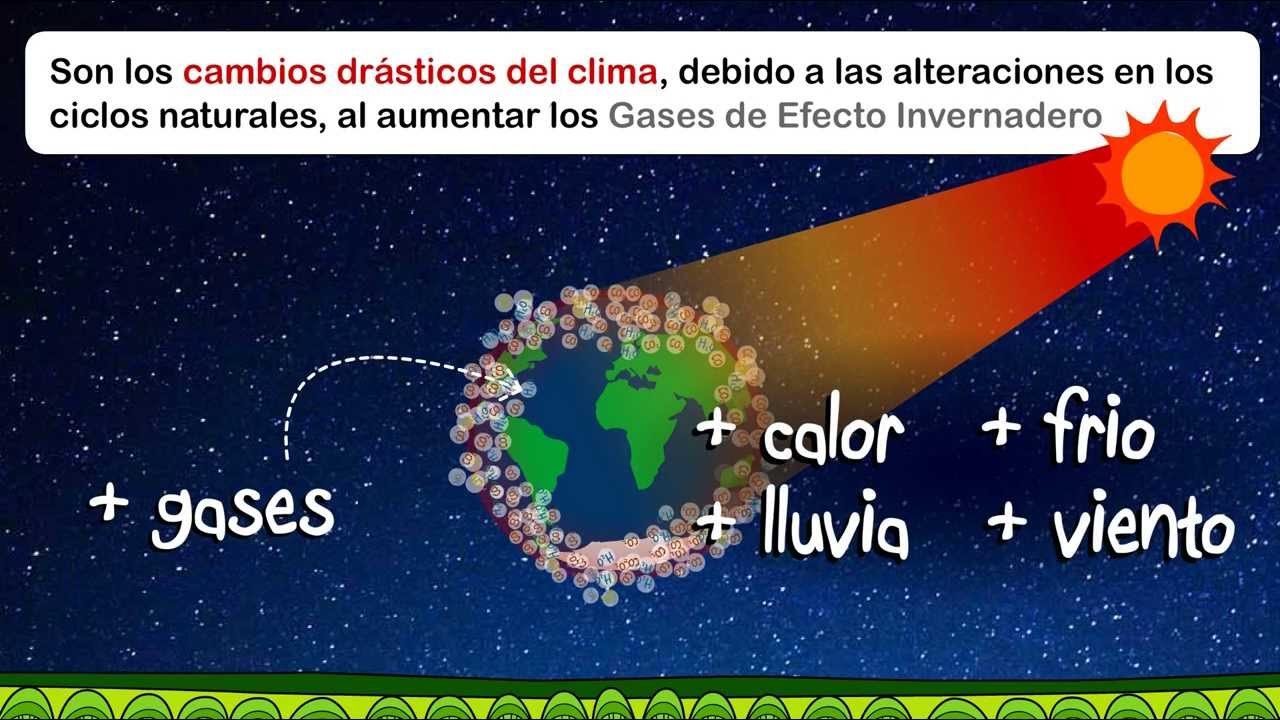 Son los cambios drásticos del clima, debido a las alteraciones en los
ciclos naturales, al aumentar los Gases de Efecto Invernadero
+ gases
+ calor + frio
+ lluvia + viento